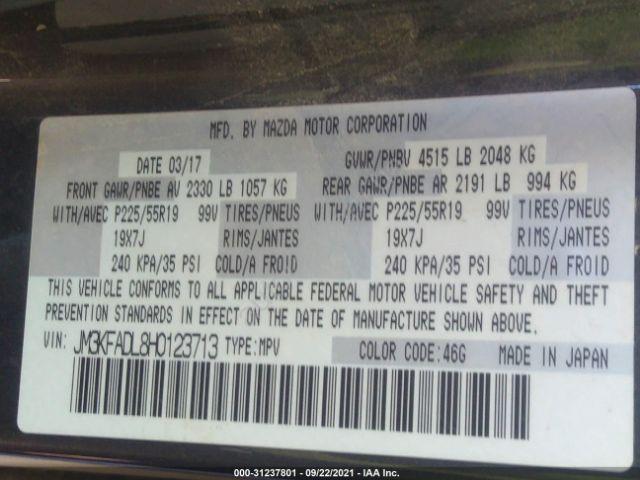 MFD. BY MAZDA MOTOR CORPORATION
DATE 03/17 GVWR/PNBV 4515 LB 2048 KG
FRONT GAWR/PNBE AV 2330 LB 1057 KG REAR GAWR/PNBE AR 2191 LB 994 KG
WITH/AVEC P225/55R19 99V TIRES/PNEUS WITH/AVEC P225/55R19 99V TIRES/PNEUS
19X7J RIMS/JANTES 19X7J RIMS/JANTES
240 KPA/35 PSI COLD/A FROID 240 KPA/35 PSI COLD/A FROID
THIS VEHICLE CONFORMS TO ALL APPLICABLE FEDERAL MOTOR VEHICLE SAFETY AND THEFT
PREVENTION STANDARDS IN EFFECT ON THE DATE OF MANUFACTURE SHOWN ABOVE.
VIN: JM3KFADL8H0123713 TYPE:MPV COLOR CODE:46G MADE IN JAPAN
000-31237801 - 09/22/2021 - IAA Inc.